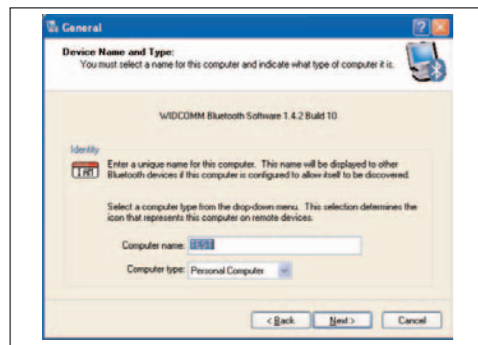 General
Device Name and Type:
You must select a name for this computer and indicate what type of computer it is.
WIDCOMM Bluetooth Software 1.4.2 Build 10
Identity
I AM
Enter a unique name for this computer. This name will be displayed to other
Bluetooth devices if this computer is configured to allow itself to be discovered.
Select a computer type from the drop-down menu. This selection determines the
icon that represents this computer on remote devices.
Computer name:
Computer type: Personal Computer
< Back Next > Cancel